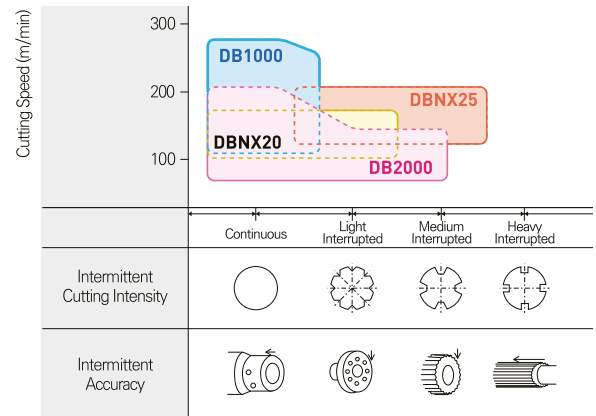 Cutting Speed (m/min)
300
200
100
DB1000
DBNX25
DBNX20
DB2000
Continuous
Light
Interrupted
Medium
Interrupted
Heavy
Interrupted
Intermittent
Cutting Intensity
Intermittent
Accuracy